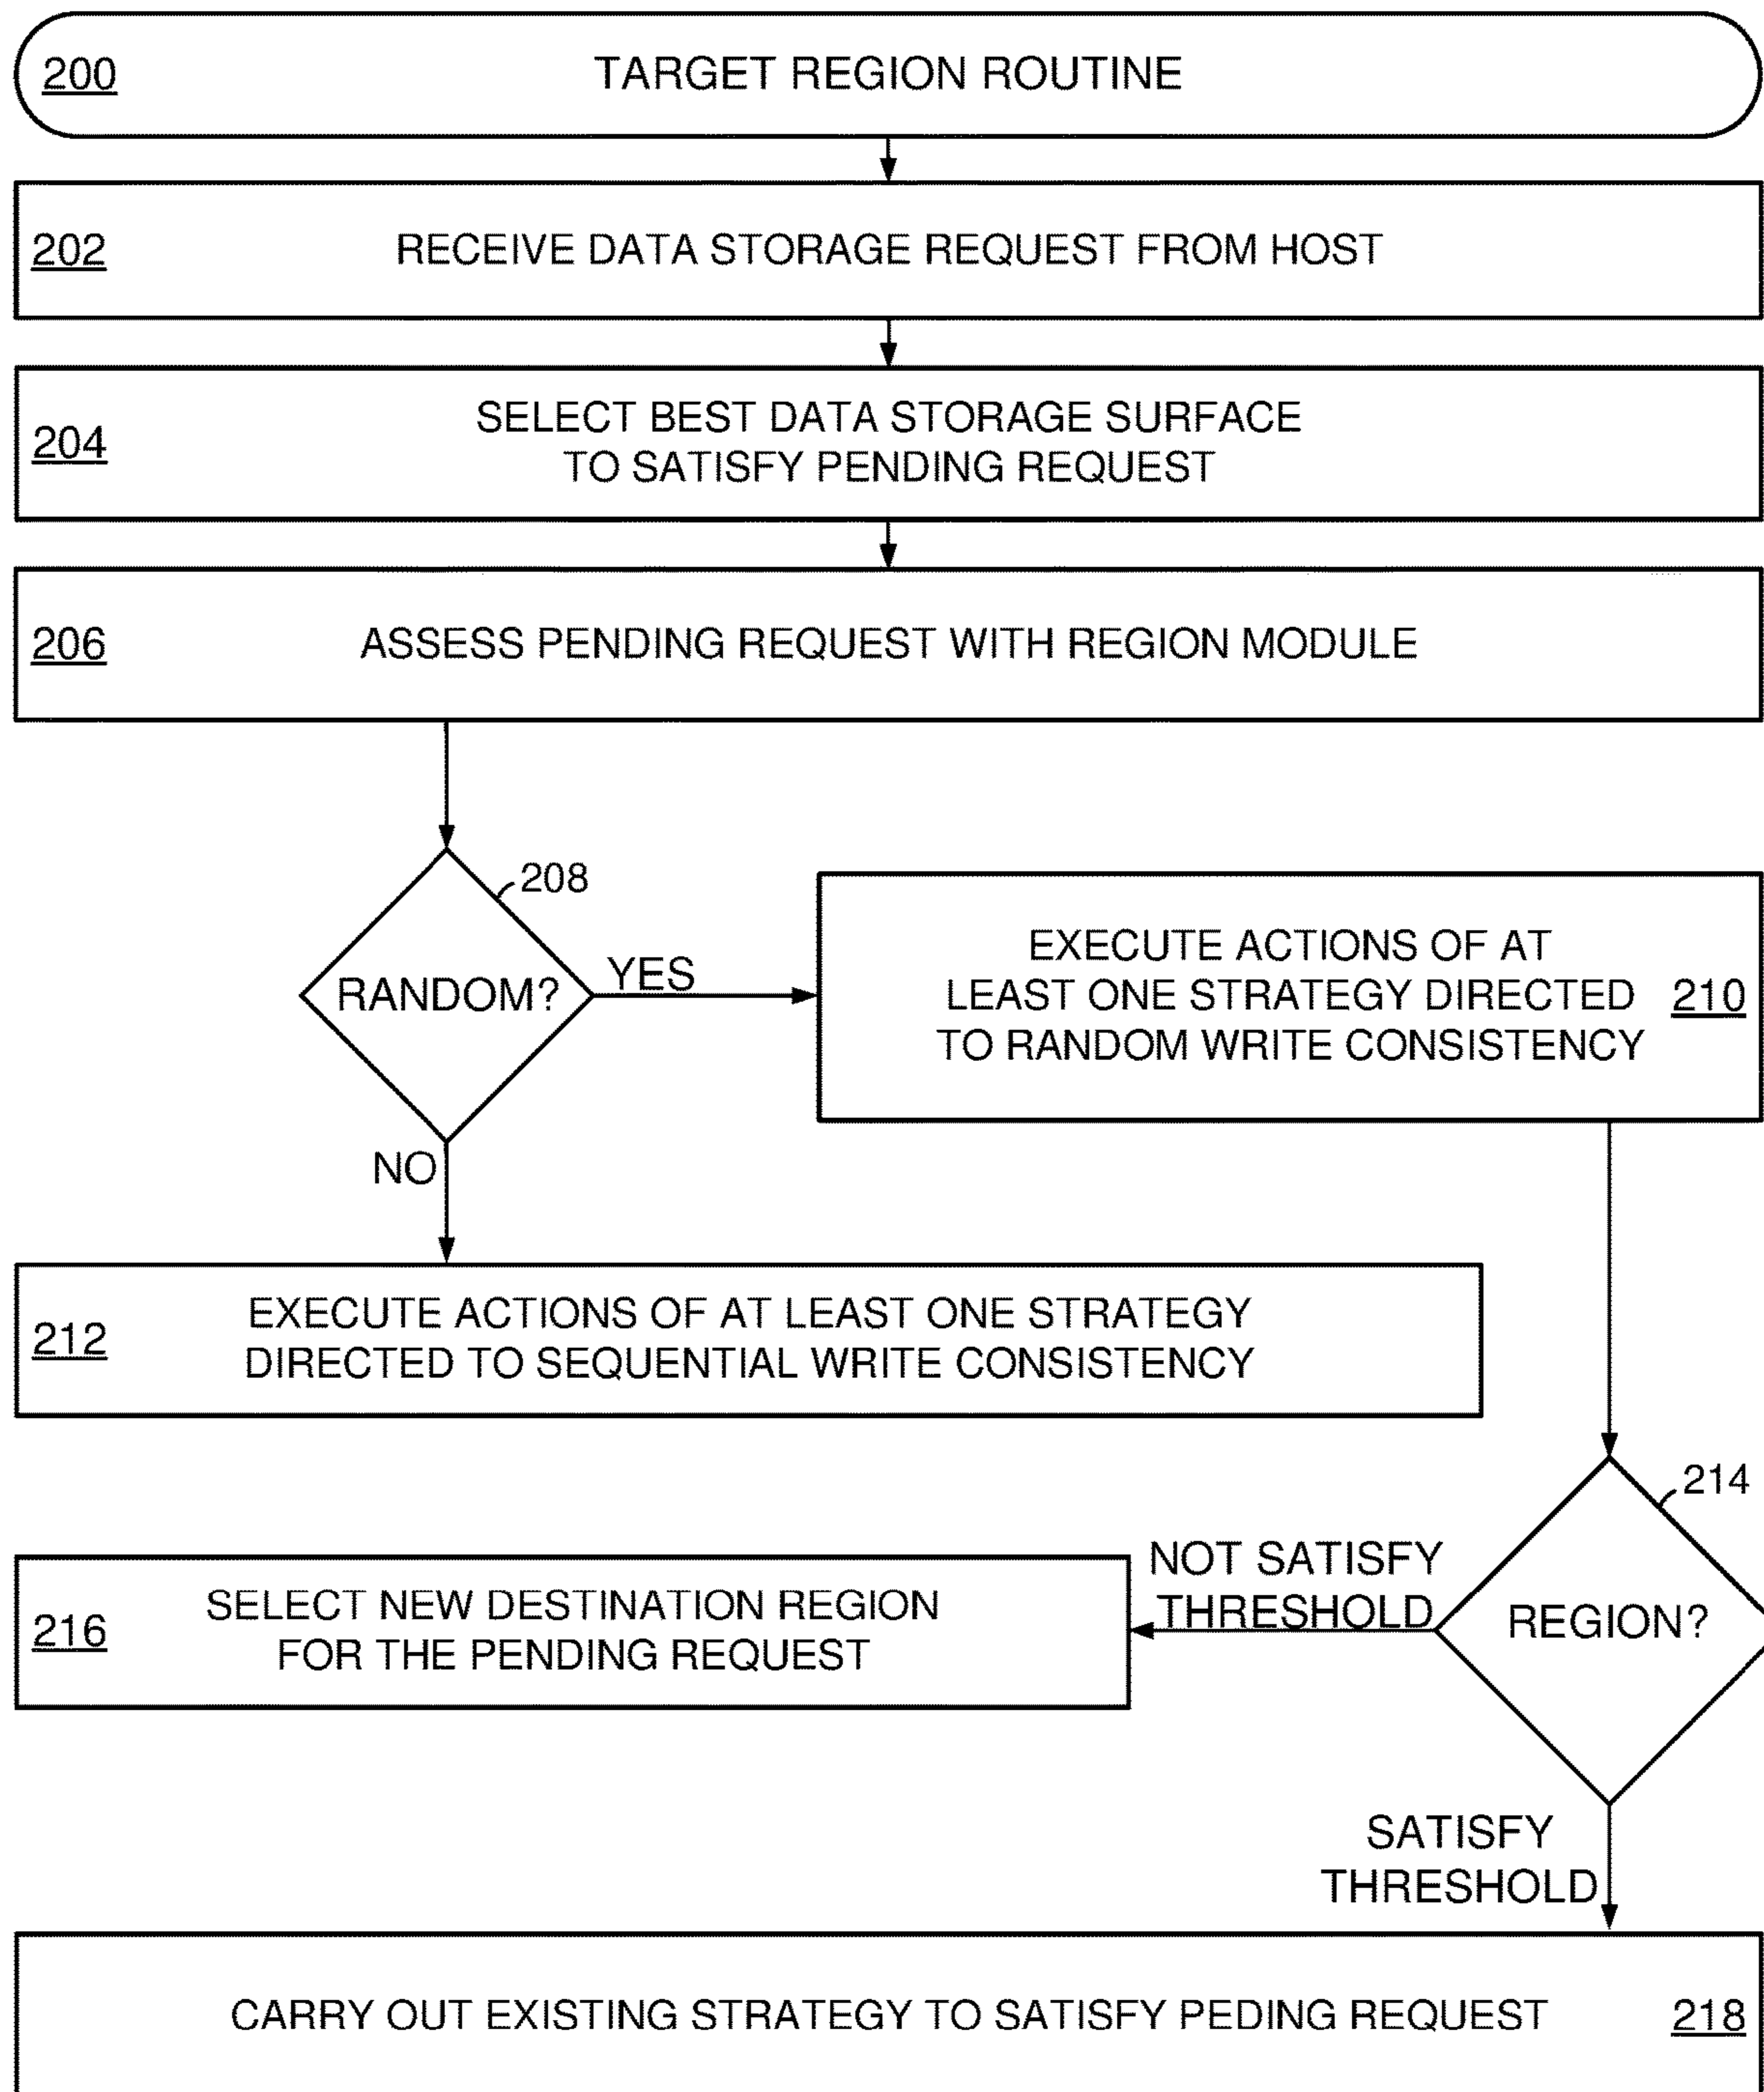 200 TARGET REGION ROUTINE
202 RECEIVE DATA STORAGE REQUEST FROM HOST
SELECT BEST DATA STORAGE SURFACE
204
TO SATISFY PENDING REQUEST
206 ASSESS PENDING REQUEST WITH REGION MODULE
208
RANDOM?
YES
EXECUTE ACTIONS OF AT
LEAST ONE STRATEGY DIRECTED
TO RANDOM WRITE CONSISTENCY
210
NO
EXECUTE ACTIONS OF AT LEAST ONE STRATEGY
DIRECTED TO SEQUENTIAL WRITE CONSISTENCY
212
214
REGION?
NOT SATISFY
THRESHOLD
SELECT NEW DESTINATION REGION
FOR THE PENDING REQUEST
216
SATISFY
THRESHOLD
CARRY OUT EXISTING STRATEGY TO SATISFY PEDING REQUEST 218